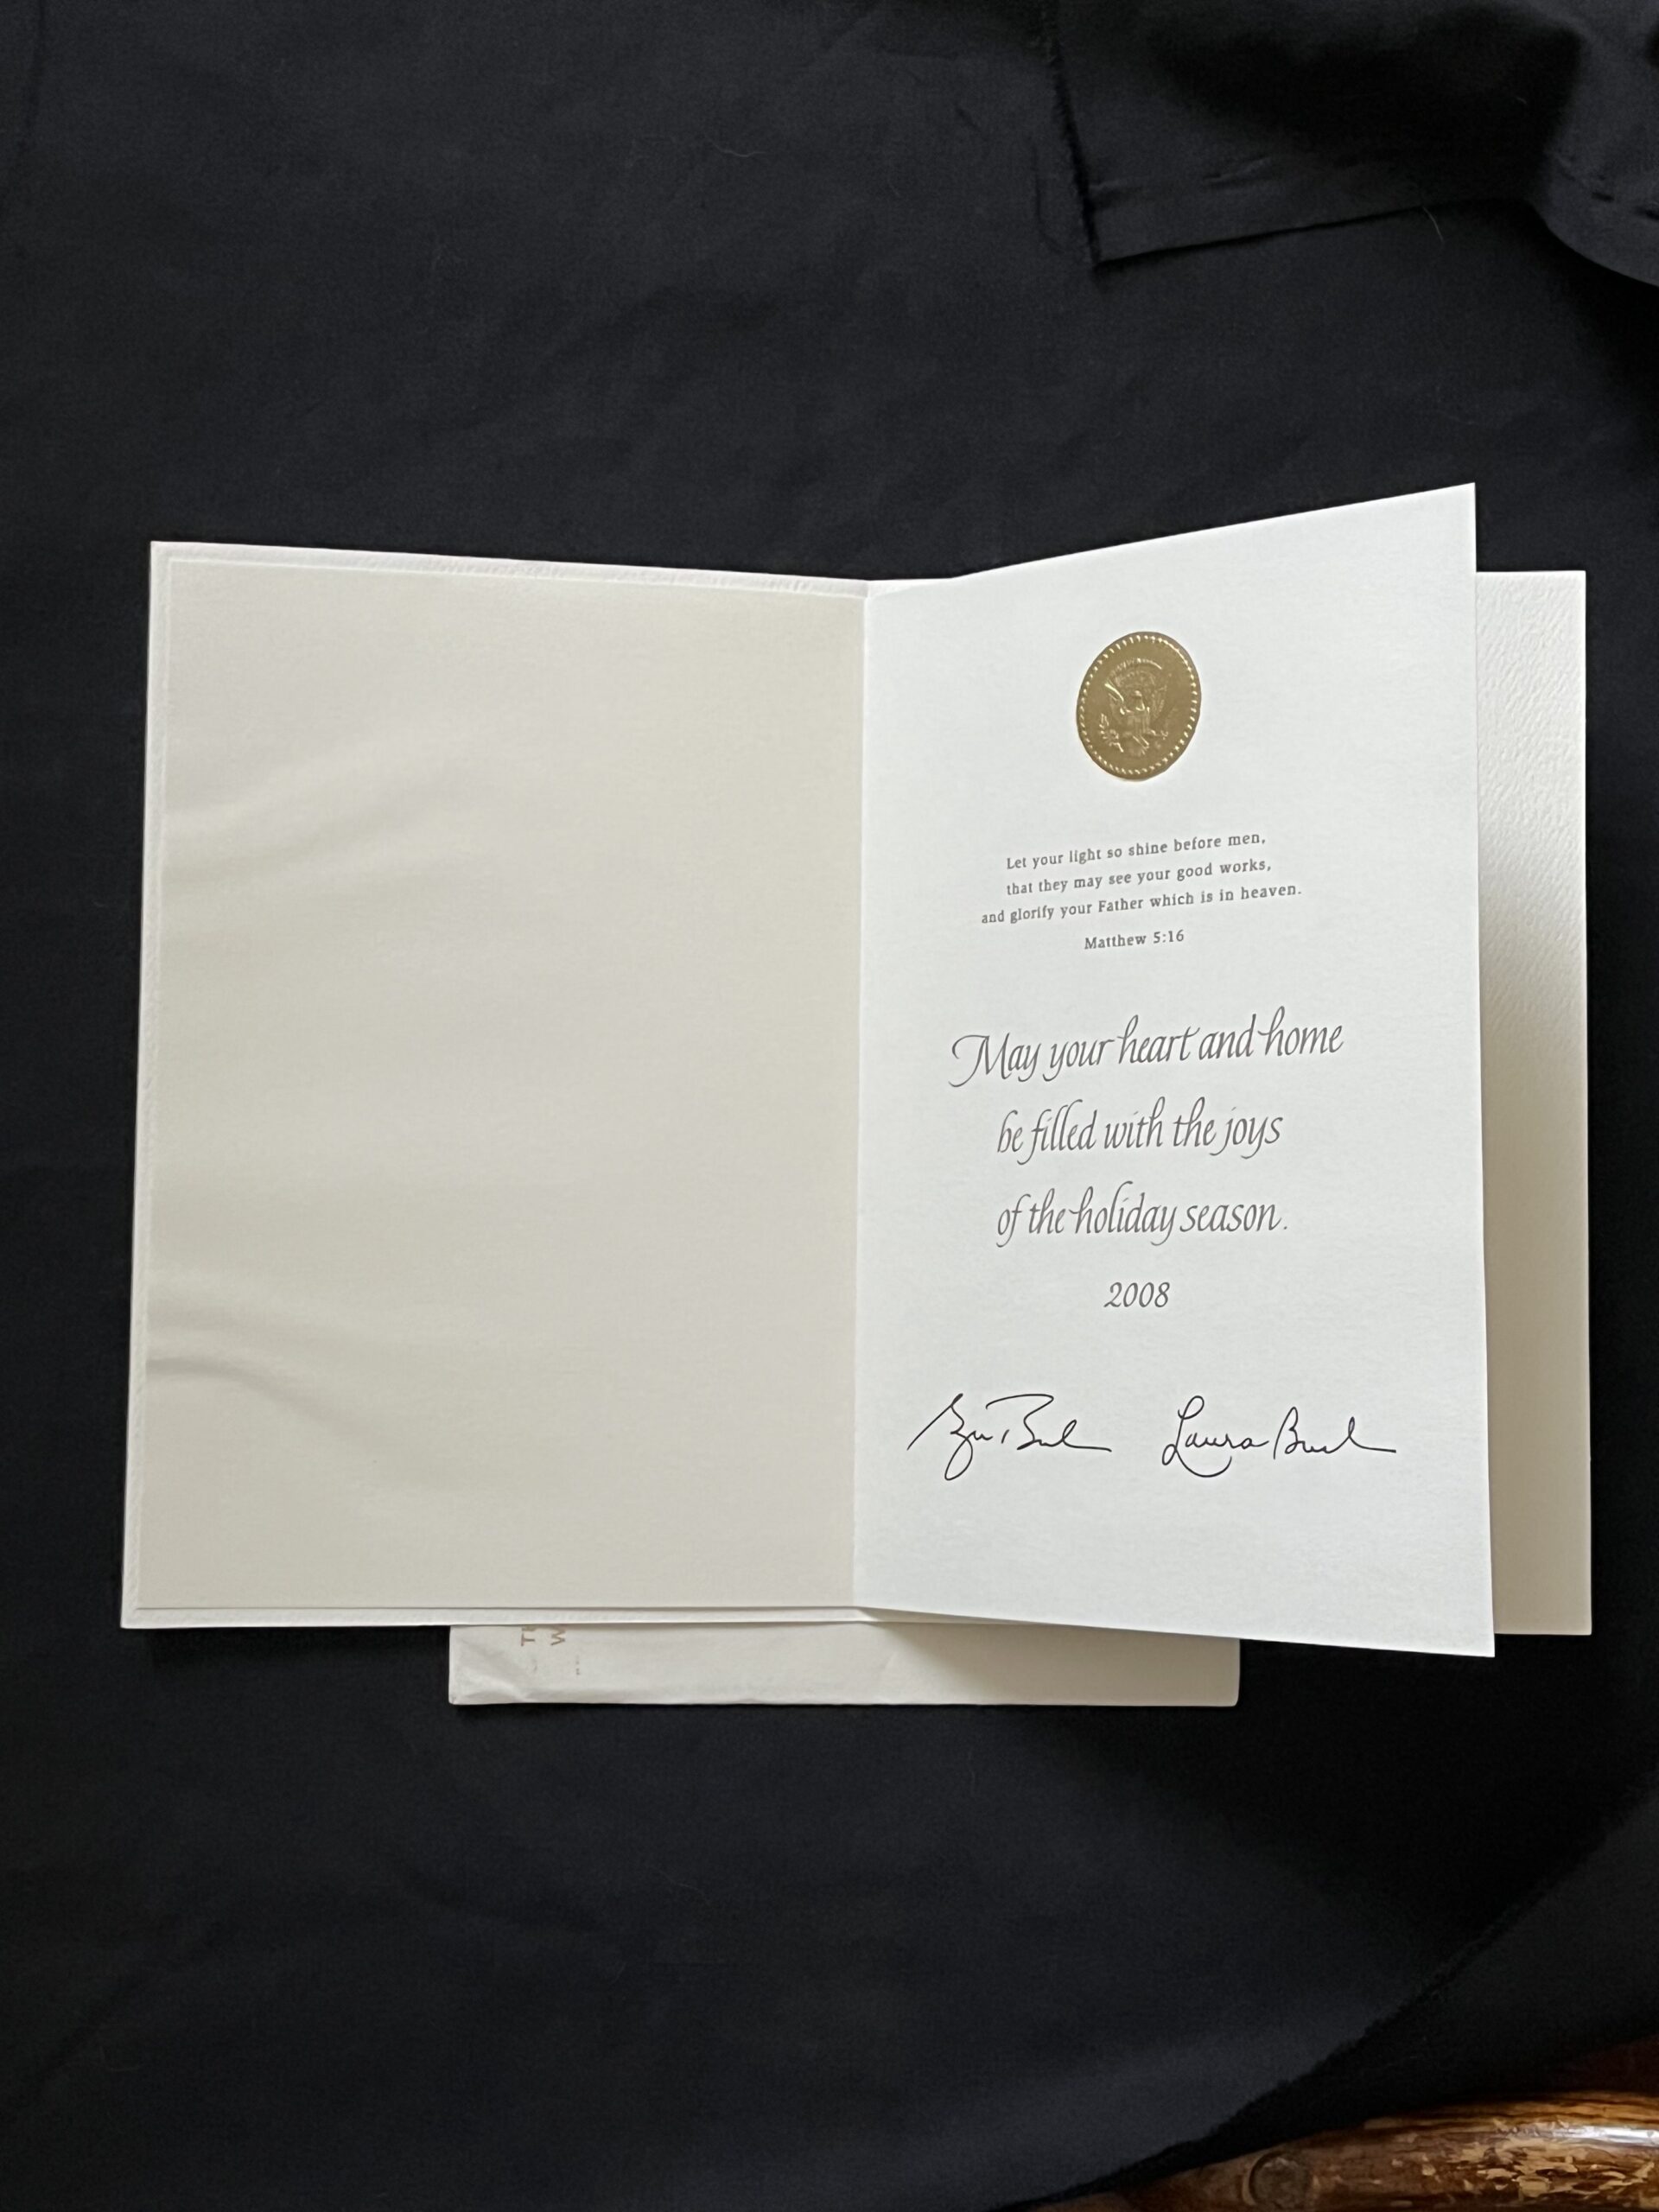 Let your light so shine before men,
that they may see your good works,
and glorify your Father which is in heaven.
Matthew 5:16
May your heart and home
be filled with the joys
of the holiday season.
2008
Laura Bush